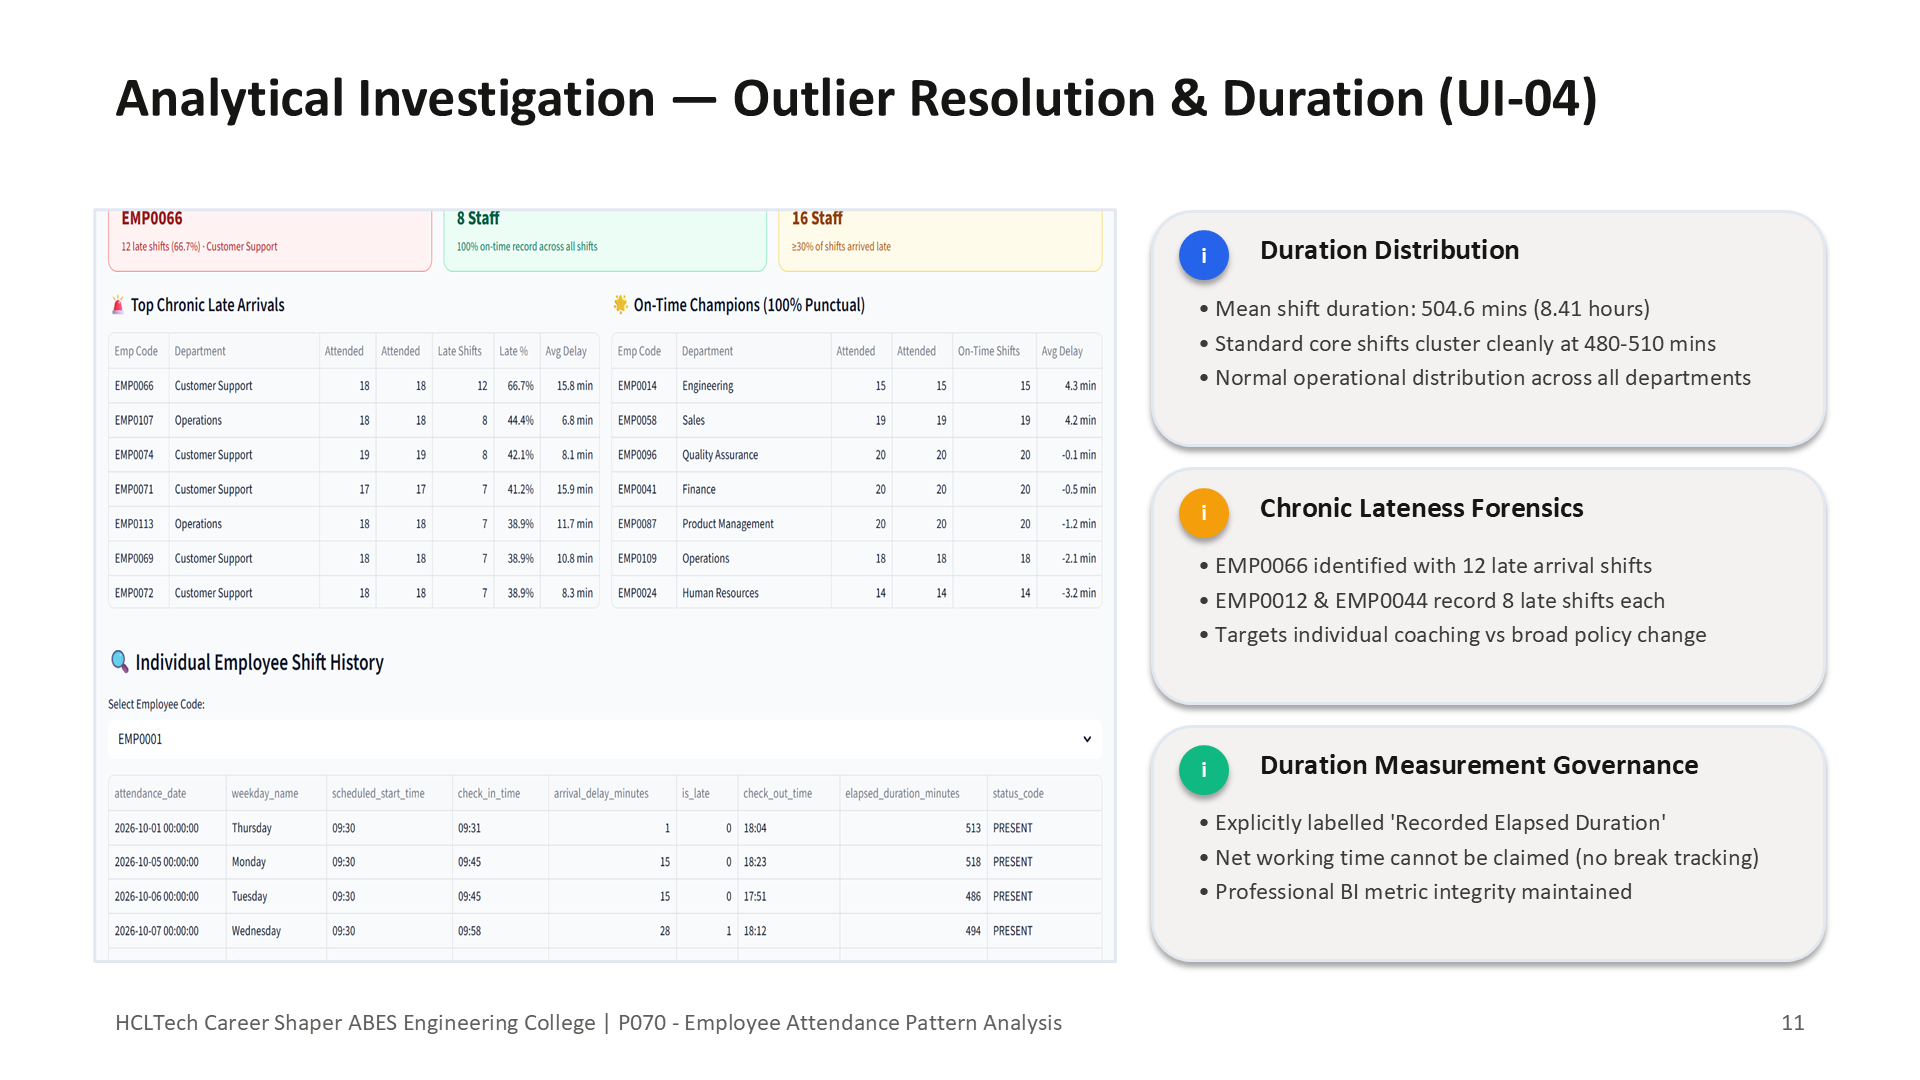 Analytical Investigation — Outlier Resolution & Duration (UI-04)
EMP0066
12 late shifts (66.7%) · Customer Support
8 Staff
100% on-time record across all shifts
16 Staff
≥30% of shifts arrived late
Top Chronic Late Arrivals
Emp Code Department Attended Attended Late Shifts Late % Avg Delay
EMP0066 Customer Support 18 18 12 66.7% 15.8 min
EMP0107 Operations 18 18 8 44.4% 6.8 min
EMP0074 Customer Support 19 19 8 42.1% 8.1 min
EMP0071 Customer Support 17 17 7 41.2% 15.9 min
EMP0113 Operations 18 18 7 38.9% 11.7 min
EMP0069 Customer Support 18 18 7 38.9% 10.8 min
EMP0072 Customer Support 18 18 7 38.9% 8.3 min
On-Time Champions (100% Punctual)
Emp Code Department Attended Attended On-Time Shifts Avg Delay
EMP0014 Engineering 15 15 15 4.3 min
EMP0058 Sales 19 19 19 4.2 min
EMP0096 Quality Assurance 20 20 20 -0.1 min
EMP0041 Finance 20 20 20 -0.5 min
EMP0087 Product Management 20 20 20 -1.2 min
EMP0109 Operations 18 18 18 -2.1 min
EMP0024 Human Resources 14 14 14 -3.2 min
Individual Employee Shift History
Select Employee Code:
EMP0001
attendance_date weekday_name scheduled_start_time check_in_time arrival_delay_minutes is_late check_out_time elapsed_duration_minutes status_code
2026-10-01 00:00:00 Thursday 09:30 09:31 1 0 18:04 513 PRESENT
2026-10-05 00:00:00 Monday 09:30 09:45 15 0 18:23 518 PRESENT
2026-10-06 00:00:00 Tuesday 09:30 09:45 15 0 17:51 486 PRESENT
2026-10-07 00:00:00 Wednesday 09:30 09:58 28 1 18:12 494 PRESENT
i
Duration Distribution
• Mean shift duration: 504.6 mins (8.41 hours)
• Standard core shifts cluster cleanly at 480-510 mins
• Normal operational distribution across all departments
i
Chronic Lateness Forensics
• EMP0066 identified with 12 late arrival shifts
• EMP0012 & EMP0044 record 8 late shifts each
• Targets individual coaching vs broad policy change
i
Duration Measurement Governance
• Explicitly labelled 'Recorded Elapsed Duration'
• Net working time cannot be claimed (no break tracking)
• Professional BI metric integrity maintained
HCLTech Career Shaper ABES Engineering College | P070 - Employee Attendance Pattern Analysis
11